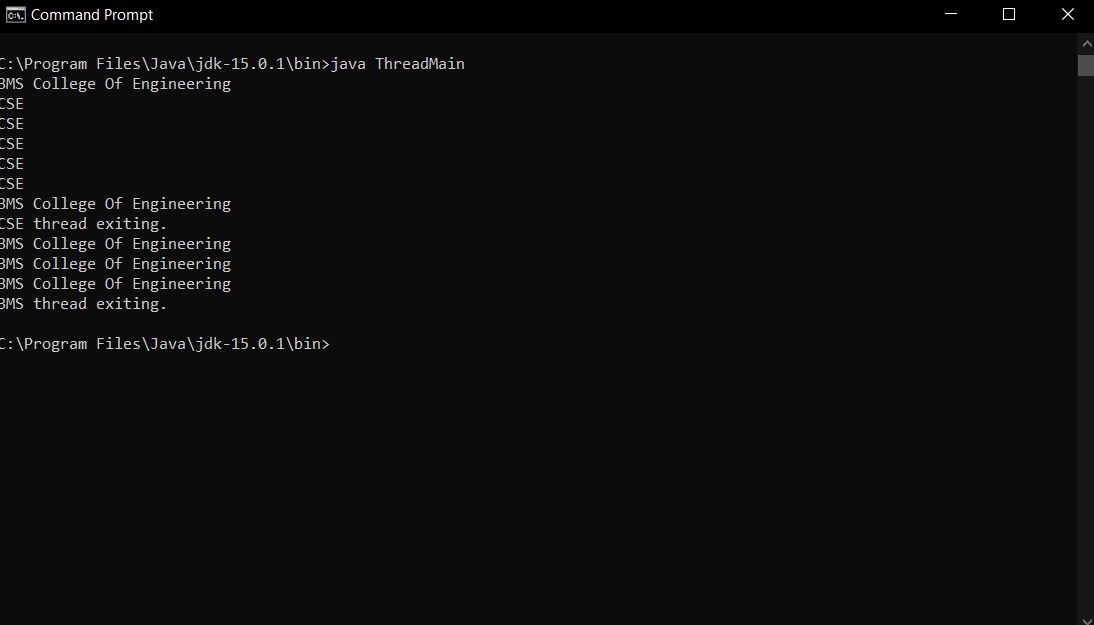 Command Prompt
C:\Program Files\Java\jdk-15.0.1\bin>java ThreadMain
BMS College Of Engineering
CSE
CSE
CSE
CSE
CSE
BMS College Of Engineering
CSE thread exiting.
BMS College Of Engineering
BMS College Of Engineering
BMS College Of Engineering
BMS thread exiting.
C:\Program Files\Java\jdk-15.0.1\bin>